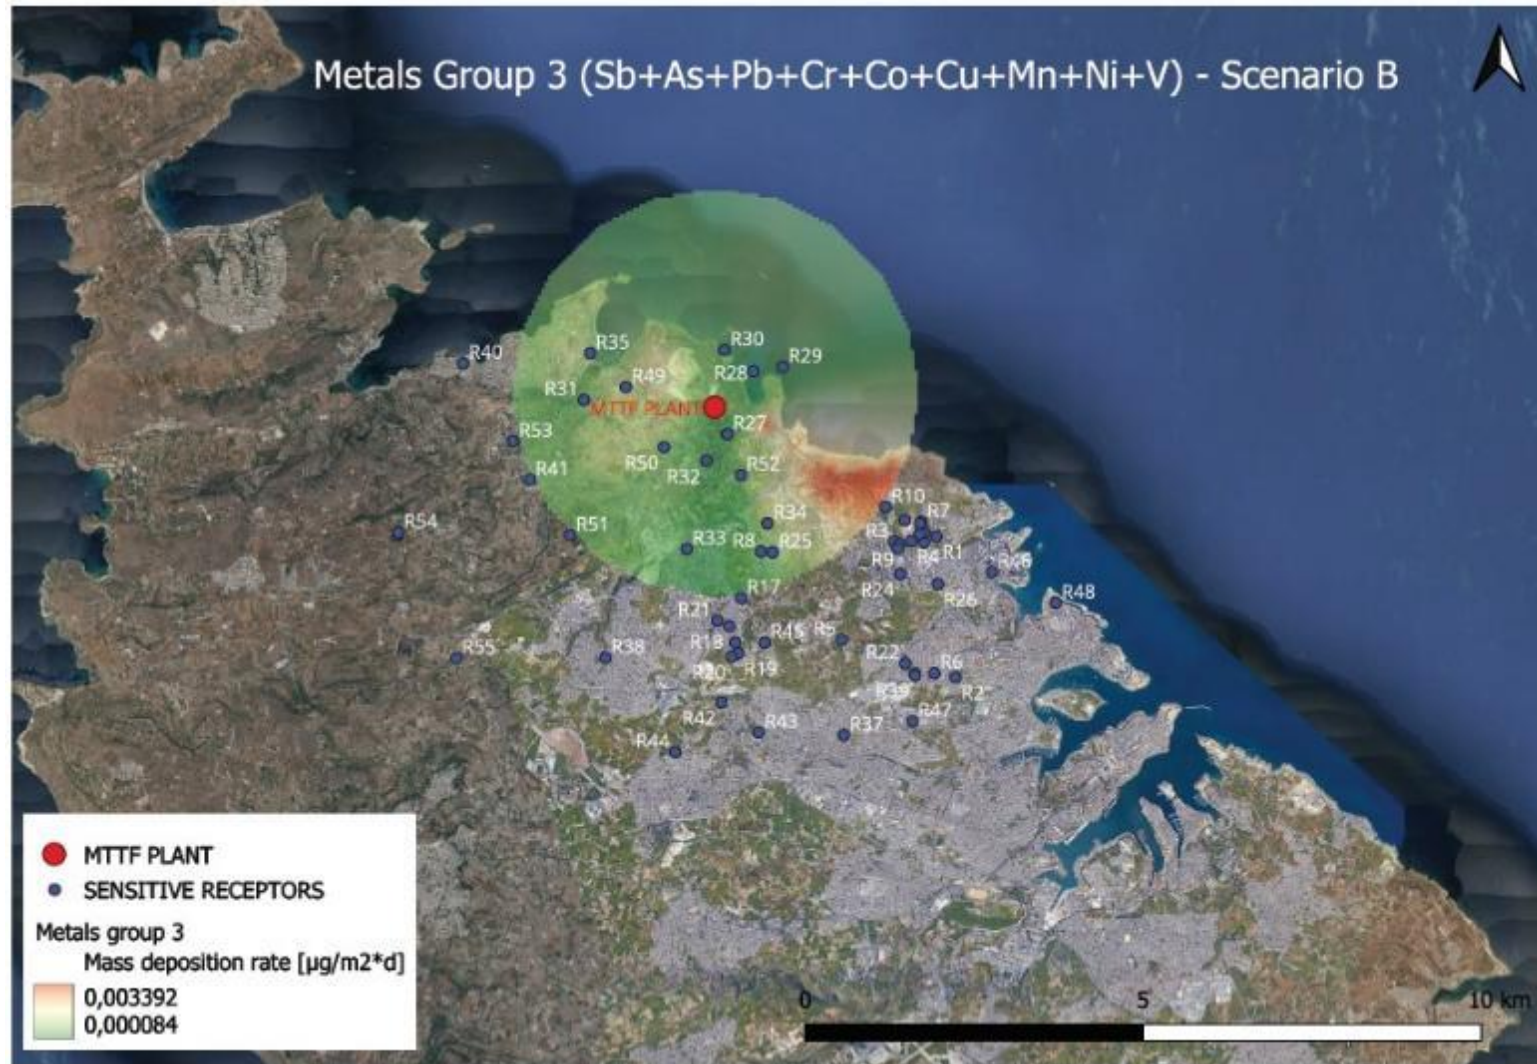 Metals Group 3 (Sb+As+Pb+Cr+Co+Cu+Mn+Ni+V) - Scenario B
R30
R35
R29
R40
R28
R49
R31
MTTF PLANT
R27
R53
R50
R32
R52
R41
R10
R7
R34
R54
R51
R3
R33
R8
R25
R4
R1
R9
R24
R26
R17
R48
R21
R18
R45
R5
R55
R38
R19
R20
R22
R6
R39
R2
R42
R47
R43
R37
R44
MTTF PLANT
SENSITIVE RECEPTORS
Metals group 3
Mass deposition rate [µg/m2*d]
0,003392
0,000084
0
5
10 km